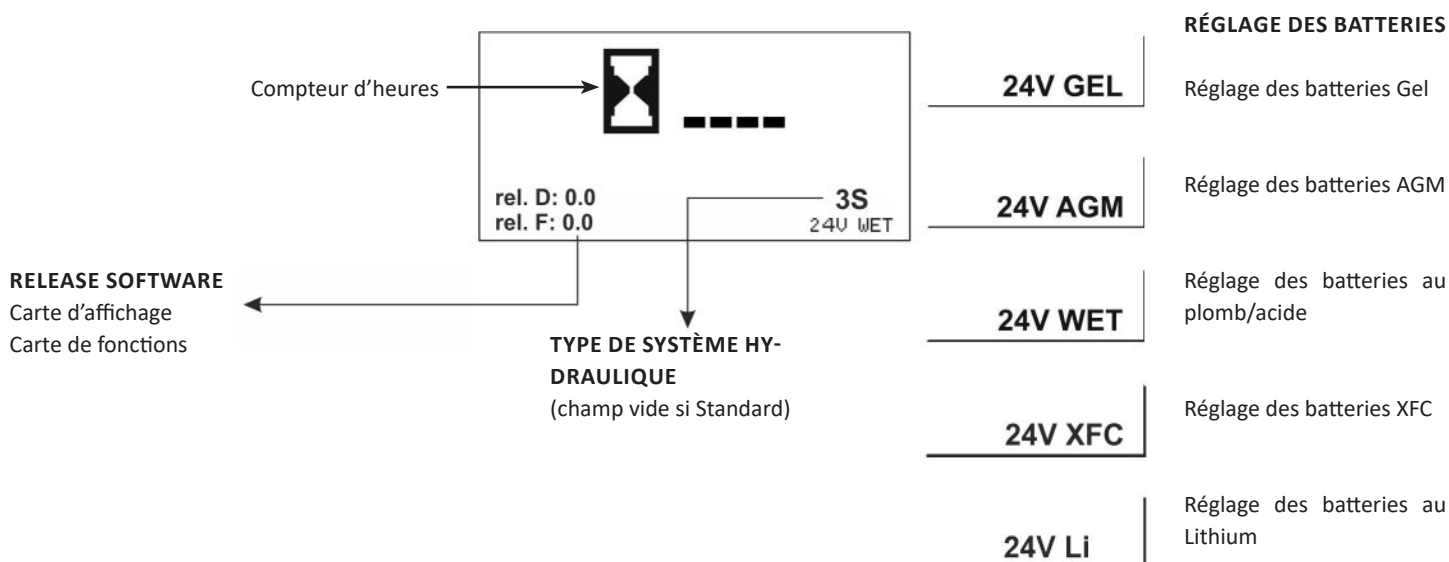 Compteur d'heures
rel. D: 0.0
rel. F: 0.0
3S
24V WET
RELEASE SOFTWARE
Carte d'affichage
Carte de fonctions
TYPE DE SYSTÈME HY-
DRAULIQUE
(champ vide si Standard)
RÉGLAGE DES BATTERIES
24V GEL
Réglage des batteries Gel
24V AGM
Réglage des batteries AGM
24V WET
Réglage des batteries au
plomb/acide
24V XFC
Réglage des batteries XFC
24V Li
Réglage des batteries au
Lithium